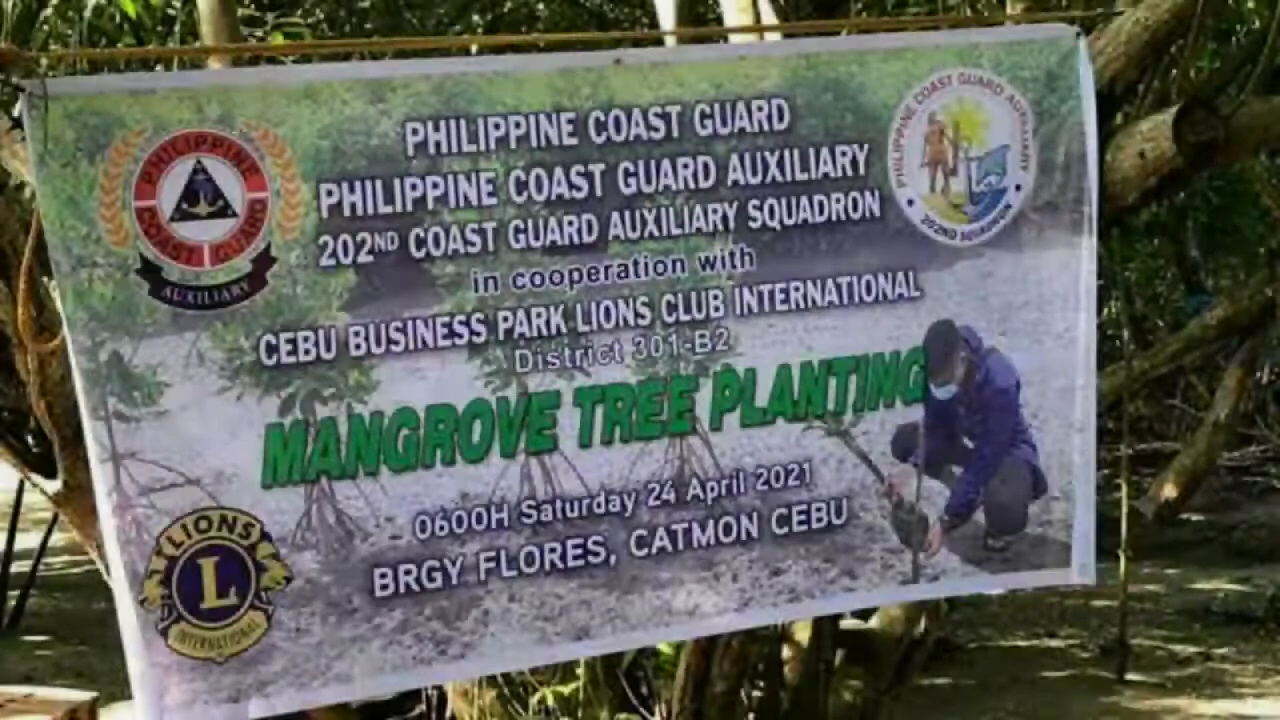 PHILIPPINE COAST GUARD
PHILIPPINE COAST GUARD AUXILIARY
202ND COAST GUARD AUXILIARY SQUADRON
in cooperation with
CEBU BUSINESS PARK LIONS CLUB INTERNATIONAL
District 301-B2
MANGROVE TREE PLANTING
0600H Saturday 24 April 2021
BRGY FLORES, CATMON CEBU
PHILIPPINE
COAST GUARD
AUXILIARY
PHILIPPINE COAST GUARD AUXILIARY
202ND SQUADRON
LIONS
L
INTERNATIONAL